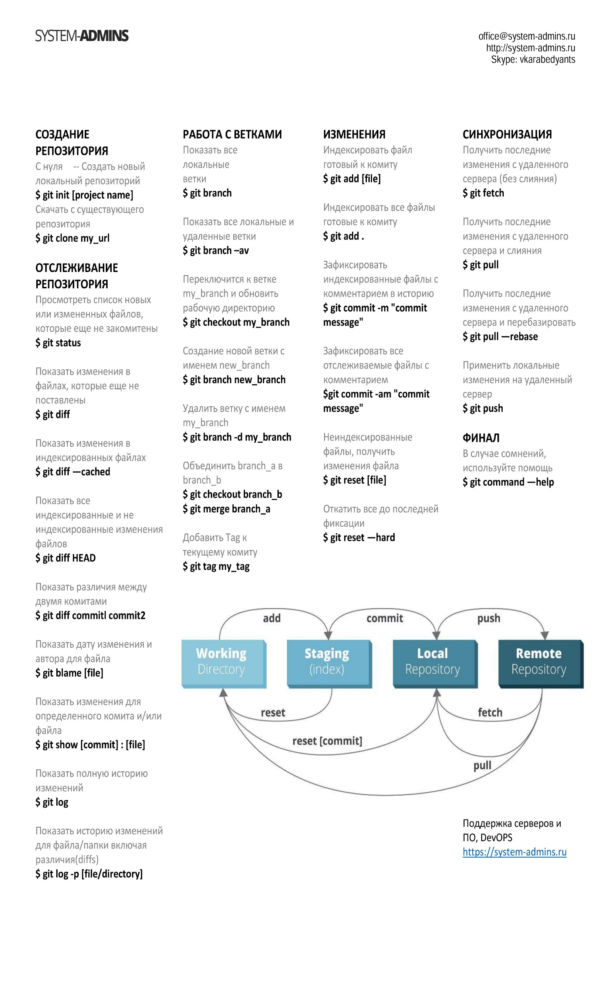 SYSTEM-ADMINS
office@system-admins.ru
http://system-admins.ru
Skype: vkarabedyants
СОЗДАНИЕ
РЕПОЗИТОРИЯ
С нуля -- Создать новый
локальный репозиторий
$ git init [project name]
Скачать с существующего
репозитория
$ git clone my_url
ОТСЛЕЖИВАНИЕ
РЕПОЗИТОРИЯ
Просмотреть список новых
или измененных файлов,
которые еще не закомитены
$ git status
Показать изменения в
файлах, которые еще не
поставлены
$ git diff
Показать изменения в
индексированных файлах
$ git diff —cached
Показать все
индексированные и не
индексированные изменения
файлов
$ git diff HEAD
Показать различия между
двумя комитами
$ git diff commitl commit2
Показать дату изменения и
автора для файла
$ git blame [file]
Показать изменения для
определенного комита и/или
файла
$ git show [commit] : [file]
Показать полную историю
изменений
$ git log
Показать историю изменений
для файла/папки включая
различия(diffs)
$ git log -p [file/directory]
РАБОТА С ВЕТКАМИ
Показать все
локальные
ветки
$ git branch
Показать все локальные и
удаленные ветки
$ git branch –av
Переключится к ветке
my_branch и обновить
рабочую директорию
$ git checkout my_branch
Создание новой ветки с
именем new_branch
$ git branch new_branch
Удалить ветку с именем
my_branch
$ git branch -d my_branch
Объединить branch_a в
branch_b
$ git checkout branch_b
$ git merge branch_a
Добавить Tag к
текущему комиту
$ git tag my_tag
ИЗМЕНЕНИЯ
Индексировать файл
готовый к комиту
$ git add [file]
Индексировать все файлы
готовые к комиту
$ git add .
Зафиксировать
индексированные файлы с
комментарием в историю
$ git commit -m "commit
message"
Зафиксировать все
отслеживаемые файлы с
комментарием
$git commit -am "commit
message"
Неиндексированные
файлы, получить
изменения файла
$ git reset [file]
Откатить все до последней
фиксации
$ git reset —hard
СИНХРОНИЗАЦИЯ
Получить последние
изменения с удаленного
сервера (без слияния)
$ git fetch
Получить последние
изменения с удаленного
сервера и слияния
$ git pull
Получить последние
изменения с удаленного
сервера и перебазировать
$ git pull —rebase
Применить локальные
изменения на удаленный
сервер
$ git push
ФИНАЛ
В случае сомнений,
используйте помощь
$ git command —help
add
commit
push
Working
Directory
Staging
(index)
Local
Repository
Remote
Repository
reset
fetch
reset [commit]
pull
Поддержка серверов и
ПО, DevOPS
https://system-admins.ru